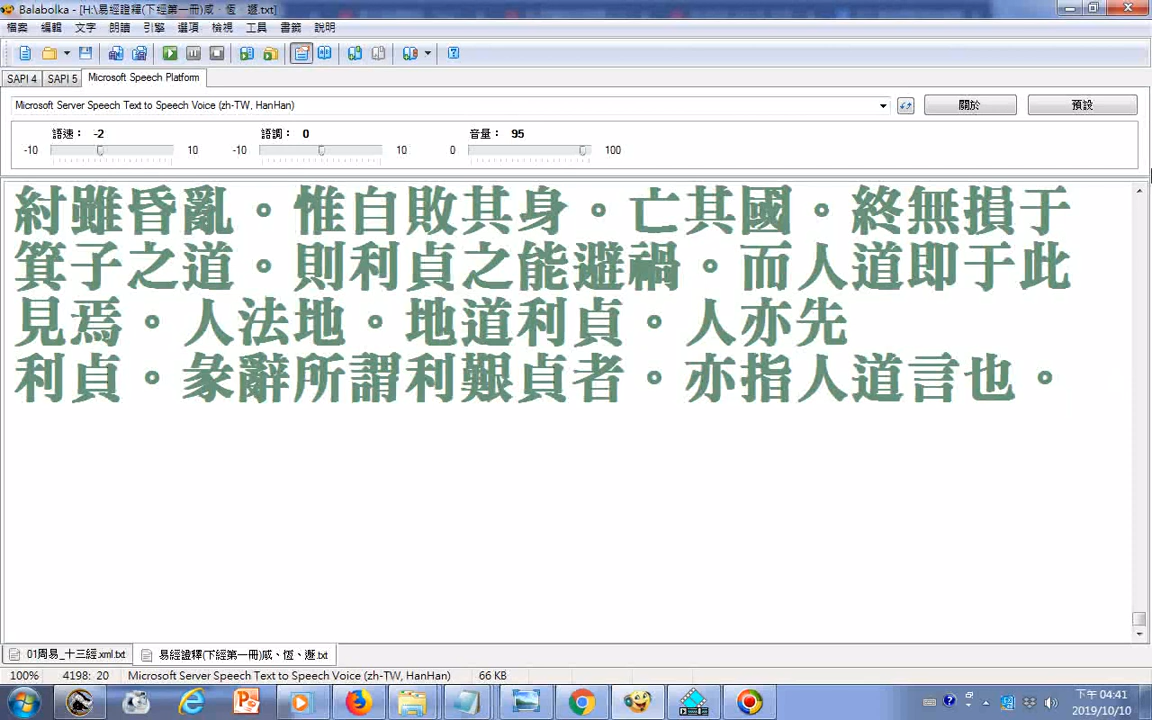 Balabolka - [H:\易經證釋(下經第一冊)咸、恆、遯.txt]
檔案 編輯 文字 朗讀 引擎 選項 檢視 工具 書籤 說明
SAPI 4 SAPI 5 Microsoft Speech Platform
Microsoft Server Speech Text to Speech Voice (zh-TW, HanHan) 關於 預設
語速： -2 語調： 0 音量： 95
-10 10 -10 10 0 100
紂雖昏亂。惟自敗其身。亡其國。終無損于
箕子之道。則利貞之能避禍。而人道即于此
見焉。人法地。地道利貞。人亦先
利貞。彖辭所謂利艱貞者。亦指人道言也。
01周易_十三經.xml.txt 易經證釋(下經第一冊)咸、恆、遯.txt
100% 4198: 20 Microsoft Server Speech Text to Speech Voice (zh-TW, HanHan) 66 KB
下午 04:41
2019/10/10